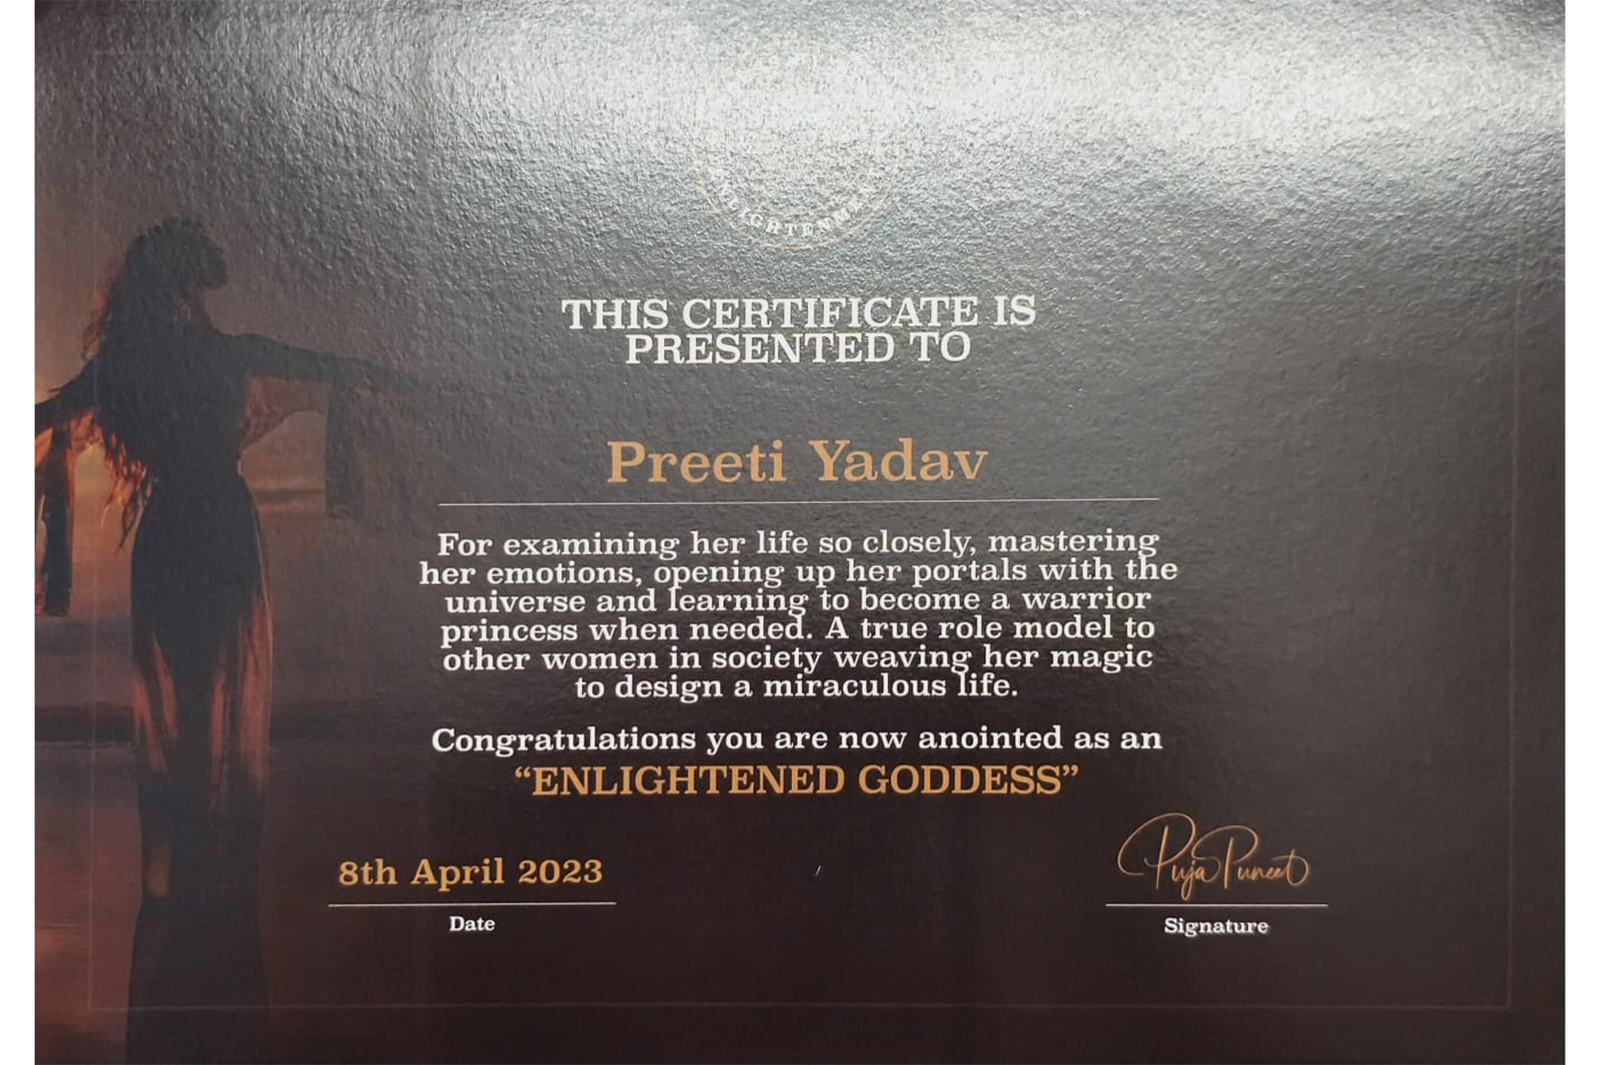 ENLIGHTENMENT
THIS CERTIFICATE IS
PRESENTED TO
Preeti Yadav
For examining her life so closely, mastering
her emotions, opening up her portals with the
universe and learning to become a warrior
princess when needed. A true role model to
other women in society weaving her magic
to design a miraculous life.
Congratulations you are now anointed as an
“ENLIGHTENED GODDESS”
8th April 2023
Date
Puja Puneet
Signature